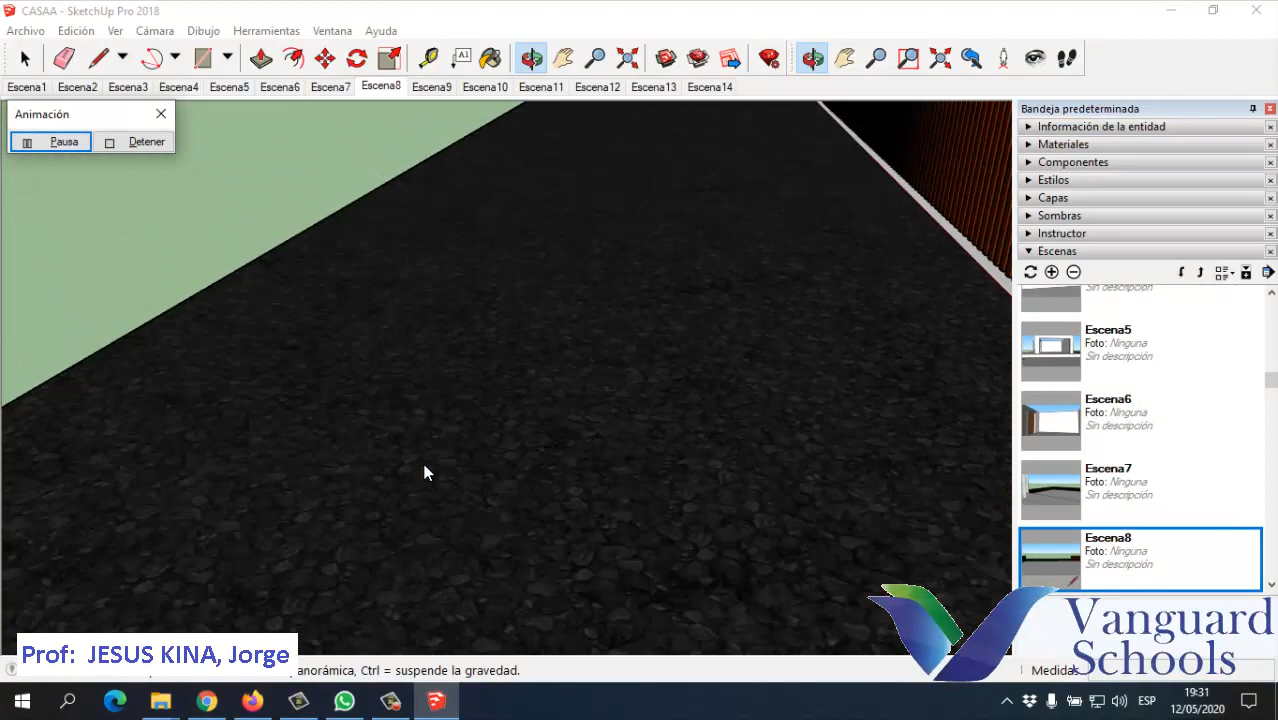 CASAA - SketchUp Pro 2018
Archivo Edición Ver Cámara Dibujo Herramientas Ventana Ayuda
A1
Escena1 Escena2 Escena3 Escena4 Escena5 Escena6 Escena7 Escena8 Escena9 Escena10 Escena11 Escena12 Escena13 Escena14
Animación
Pausa Detener
Bandeja predeterminada
Información de la entidad
Materiales
Componentes
Estilos
Capas
Sombras
Instructor
Escenas
Sin descripción
Escena5
Foto: Ninguna
Sin descripción
Escena6
Foto: Ninguna
Sin descripción
Escena7
Foto: Ninguna
Sin descripción
Escena8
Foto: Ninguna
Sin descripción
Vanguard
Schools
Prof: JESUS KINA, Jorge
panorámica, Ctrl = suspende la gravedad.
Medidas
ESP
19:31
12/05/2020